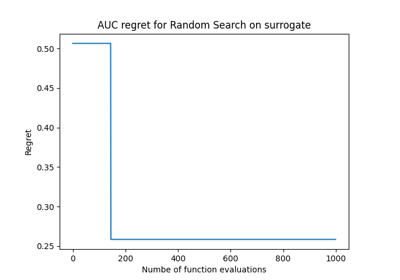 AUC regret for Random Search on surrogate
0.50
0.45
0.40
0.35
0.30
0.25
Regret
0 200 400 600 800 1000
Numbe of function evaluations